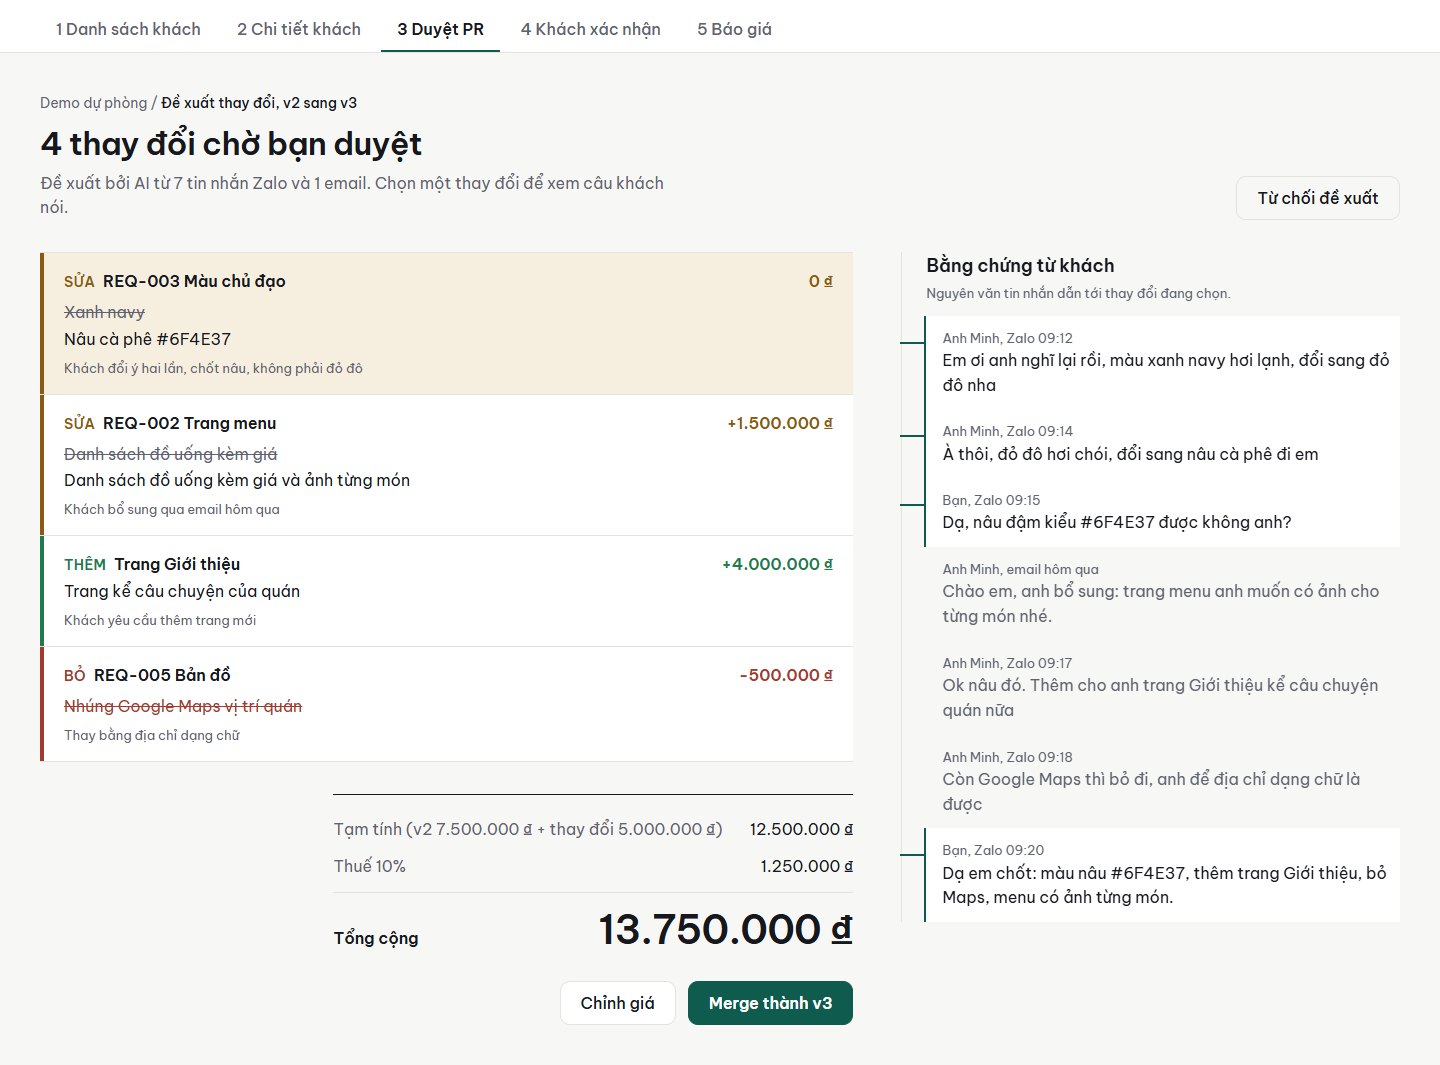 1 Danh sách khách
2 Chi tiết khách
3 Duyệt PR
4 Khách xác nhận
5 Báo giá
Demo dự phòng / Đề xuất thay đổi, v2 sang v3
4 thay đổi chờ bạn duyệt
Đề xuất bởi AI từ 7 tin nhắn Zalo và 1 email. Chọn một thay đổi để xem câu khách
nói.
Từ chối đề xuất
SỬA REQ-003 Màu chủ đạo 0 ₫
Xanh navy
Nâu cà phê #6F4E37
Khách đổi ý hai lần, chốt nâu, không phải đỏ đô
SỬA REQ-002 Trang menu +1.500.000 ₫
Danh sách đồ uống kèm giá
Danh sách đồ uống kèm giá và ảnh từng món
Khách bổ sung qua email hôm qua
THÊM Trang Giới thiệu +4.000.000 ₫
Trang kể câu chuyện của quán
Khách yêu cầu thêm trang mới
BỎ REQ-005 Bản đồ -500.000 ₫
Nhúng Google Maps vị trí quán
Thay bằng địa chỉ dạng chữ
Tạm tính (v2 7.500.000 ₫ + thay đổi 5.000.000 ₫) 12.500.000 ₫
Thuế 10% 1.250.000 ₫
Tổng cộng 13.750.000 ₫
Chỉnh giá
Merge thành v3
Bằng chứng từ khách
Nguyên văn tin nhắn dẫn tới thay đổi đang chọn.
Anh Minh, Zalo 09:12
Em ơi anh nghĩ lại rồi, màu xanh navy hơi lạnh, đổi sang đỏ
đô nha
Anh Minh, Zalo 09:14
À thôi, đỏ đô hơi chói, đổi sang nâu cà phê đi em
Bạn, Zalo 09:15
Dạ, nâu đậm kiểu #6F4E37 được không anh?
Anh Minh, email hôm qua
Chào em, anh bổ sung: trang menu anh muốn có ảnh cho
từng món nhé.
Anh Minh, Zalo 09:17
Ok nâu đó. Thêm cho anh trang Giới thiệu kể câu chuyện
quán nữa
Anh Minh, Zalo 09:18
Còn Google Maps thì bỏ đi, anh để địa chỉ dạng chữ là
được
Bạn, Zalo 09:20
Dạ em chốt: màu nâu #6F4E37, thêm trang Giới thiệu, bỏ
Maps, menu có ảnh từng món.